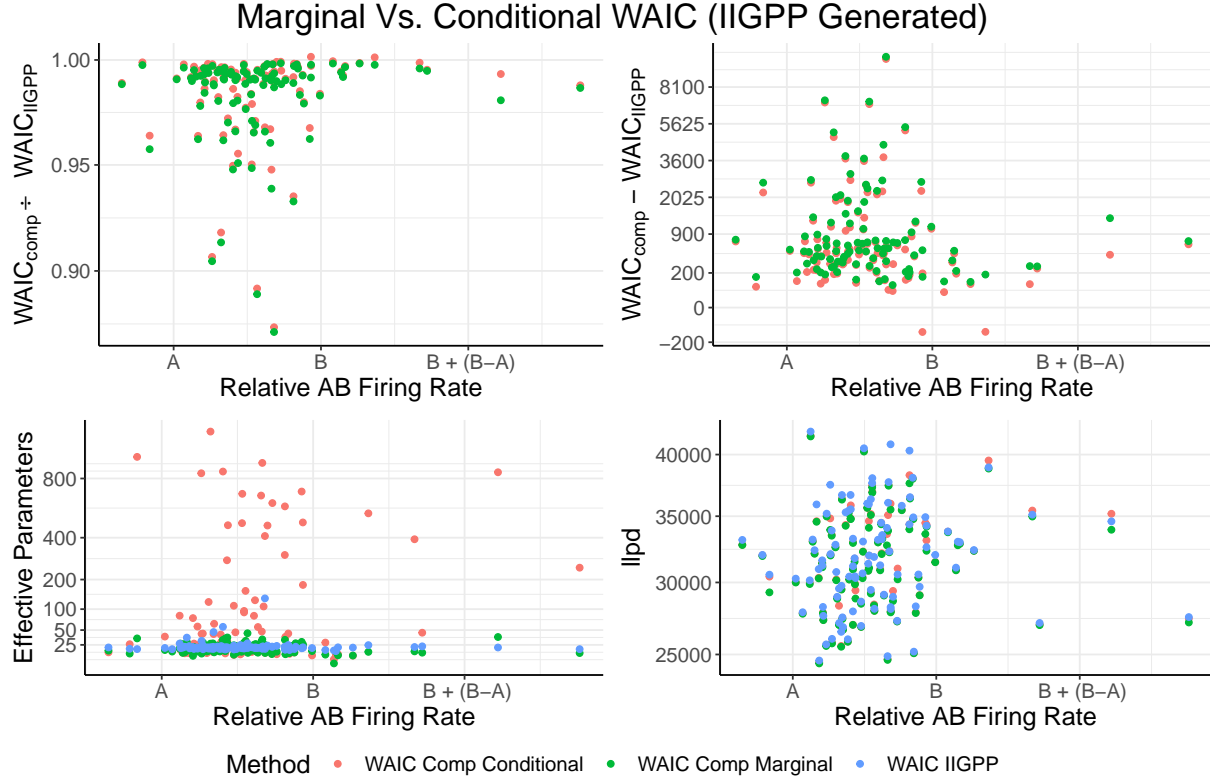 Marginal Vs. Conditional WAIC (IIGPP Generated)
WAICcomp ÷ WAICIIGPP
1.00
0.95
0.90
A
B
B + (B−A)
Relative AB Firing Rate
WAICcomp − WAICIIGPP
8100
5625
3600
2025
900
200
0
−200
A
B
B + (B−A)
Relative AB Firing Rate
Effective Parameters
800
400
200
100
50
25
A
B
B + (B−A)
Relative AB Firing Rate
llpd
40000
35000
30000
25000
A
B
B + (B−A)
Relative AB Firing Rate
Method
WAIC Comp Conditional
WAIC Comp Marginal
WAIC IIGPP